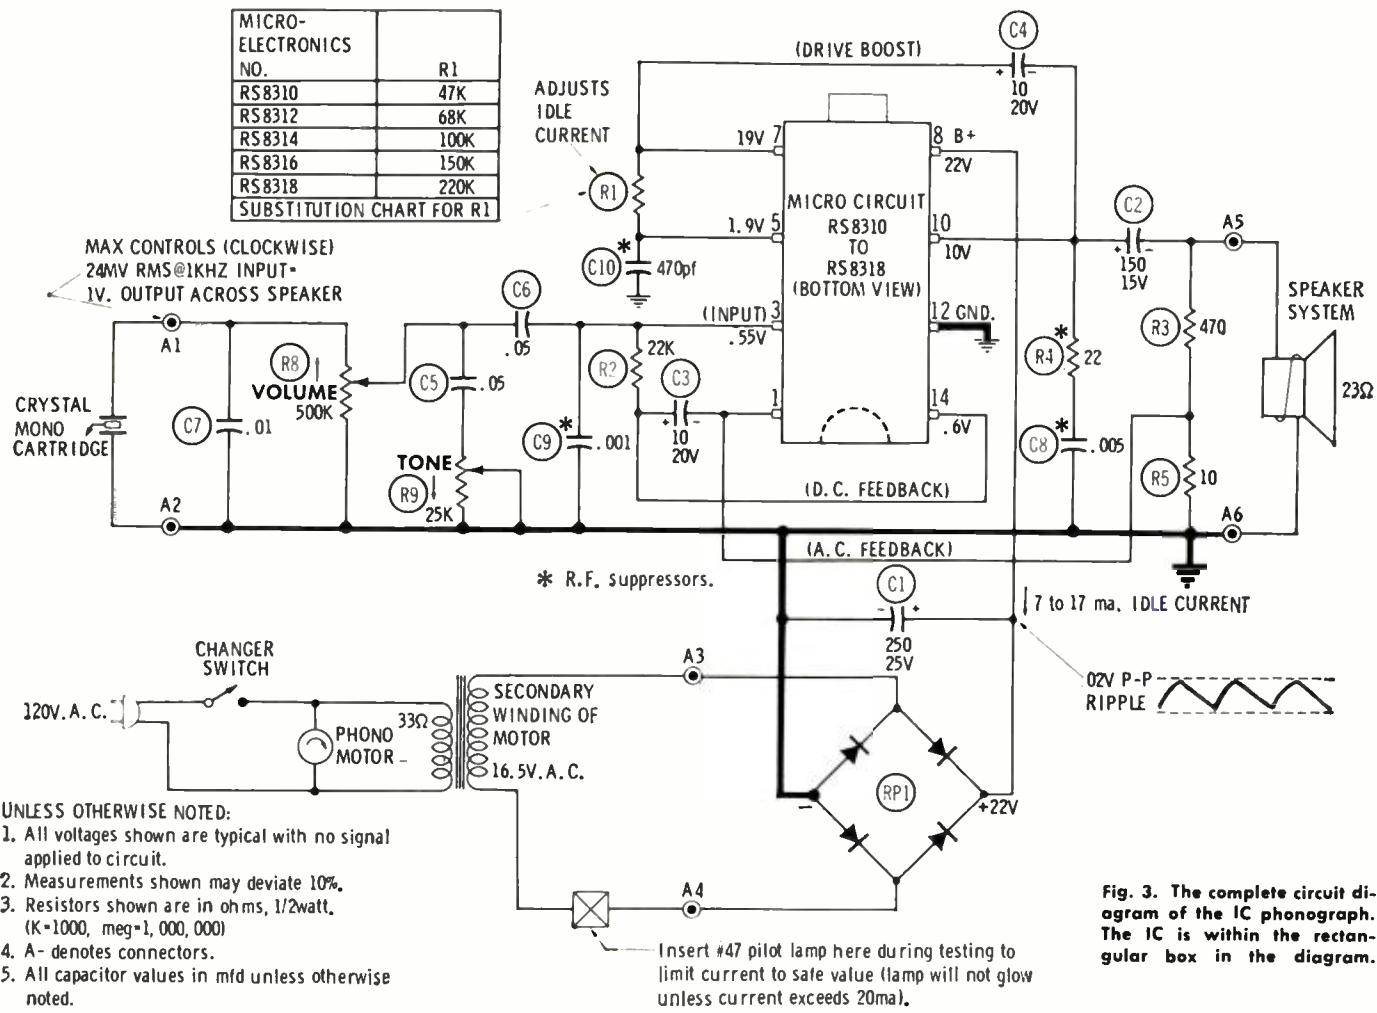 MICRO-
ELECTRONICS
NO. R1
RS8310 47K
RS8312 68K
RS8314 100K
RS8316 150K
RS8318 220K
SUBSTITUTION CHART FOR R1
ADJUSTS
IDLE
CURRENT
(DRIVE BOOST)
C4
+ -
10
20V
19V 7
8 B+
22V
R1
MICRO CIRCUIT
RS8310
TO
RS8318
(BOTTOM VIEW)
1.9V 5
10
10V
C2
+ -
150
15V
A5
*
C10
470pf
MAX CONTROLS (CLOCKWISE)
24MV RMS@1KHZ INPUT-
1V. OUTPUT ACROSS SPEAKER
C6
.05
(INPUT) 3
.55V
12 GND.
SPEAKER
SYSTEM
23Ω
A1
R8
VOLUME
500K
C5
.05
22K
R2
C3
+ -
10
20V
*
R4
22
R3
470
CRYSTAL
MONO
CARTRIDGE
C7
.01
*
C9
.001
1
14
.6V
*
C8
.005
TONE
R9
25K
R5
10
(D.C. FEEDBACK)
A2
A6
(A.C. FEEDBACK)
* R.F. Suppressors.
C1
- +
250
25V
7 to 17 ma. IDLE CURRENT
CHANGER
SWITCH
A3
120V.A.C.
33Ω
PHONO
MOTOR
SECONDARY
WINDING OF
MOTOR
16.5V.A.C.
02V P-P
RIPPLE
RP1
-
+22V
A4
UNLESS OTHERWISE NOTED:
1. All voltages shown are typical with no signal
applied to circuit.
2. Measurements shown may deviate 10%.
3. Resistors shown are in ohms, 1/2watt.
(K=1000, meg=1,000,000)
4. A- denotes connectors.
5. All capacitor values in mfd unless otherwise
noted.
Insert #47 pilot lamp here during testing to
limit current to safe value (lamp will not glow
unless current exceeds 20ma).
Fig. 3. The complete circuit di-
agram of the IC phonograph.
The IC is within the rectan-
gular box in the diagram.